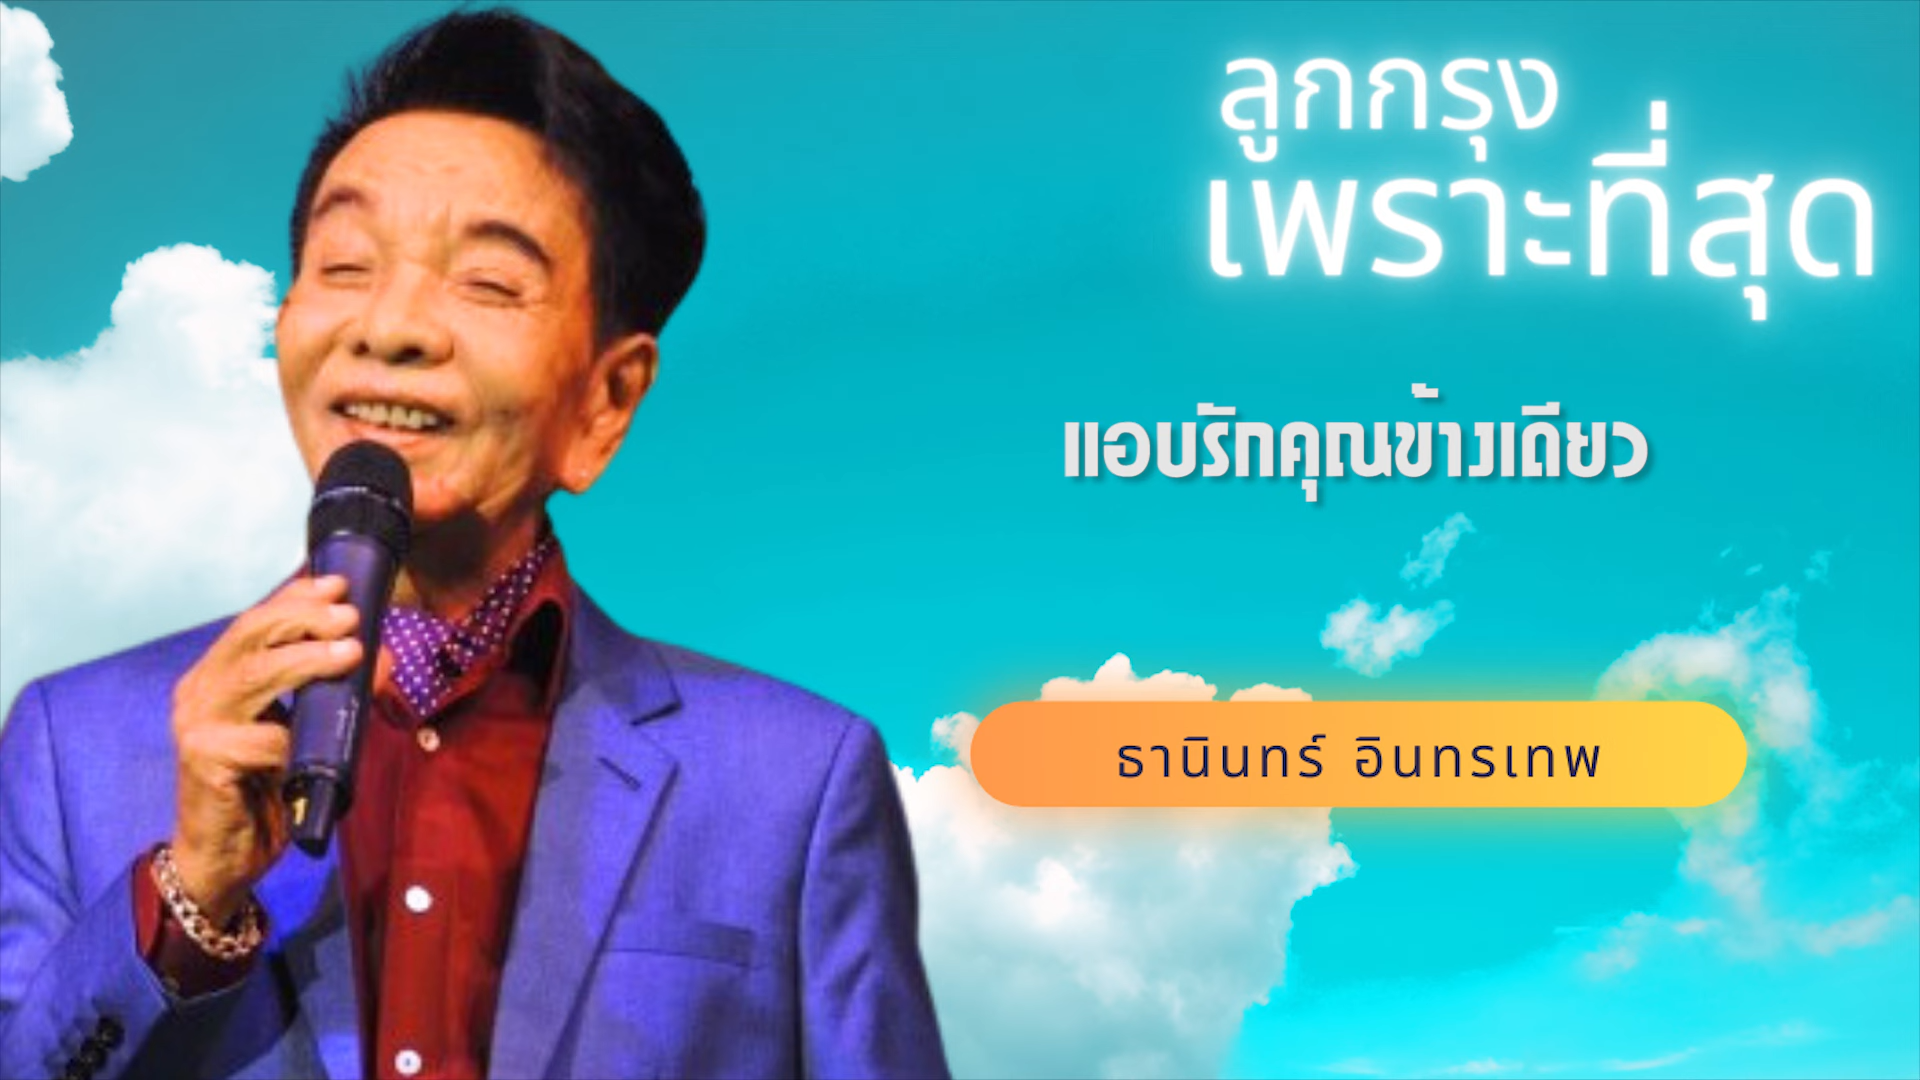 ลูกกรุง
เพราะที่สุด
แอบรักคุณข้างเดียว
ธานินทร์ อินทรเทพ